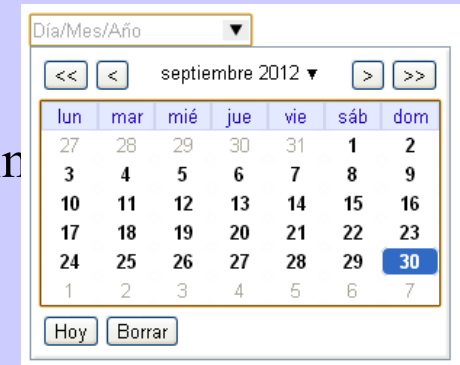 Día/Mes/Año ▼
<< < septiembre 2012 ▼ > >>
lun mar mié jue vie sáb dom
27 28 29 30 31 1 2
3 4 5 6 7 8 9
10 11 12 13 14 15 16
17 18 19 20 21 22 23
24 25 26 27 28 29 30
1 2 3 4 5 6 7
Hoy Borrar